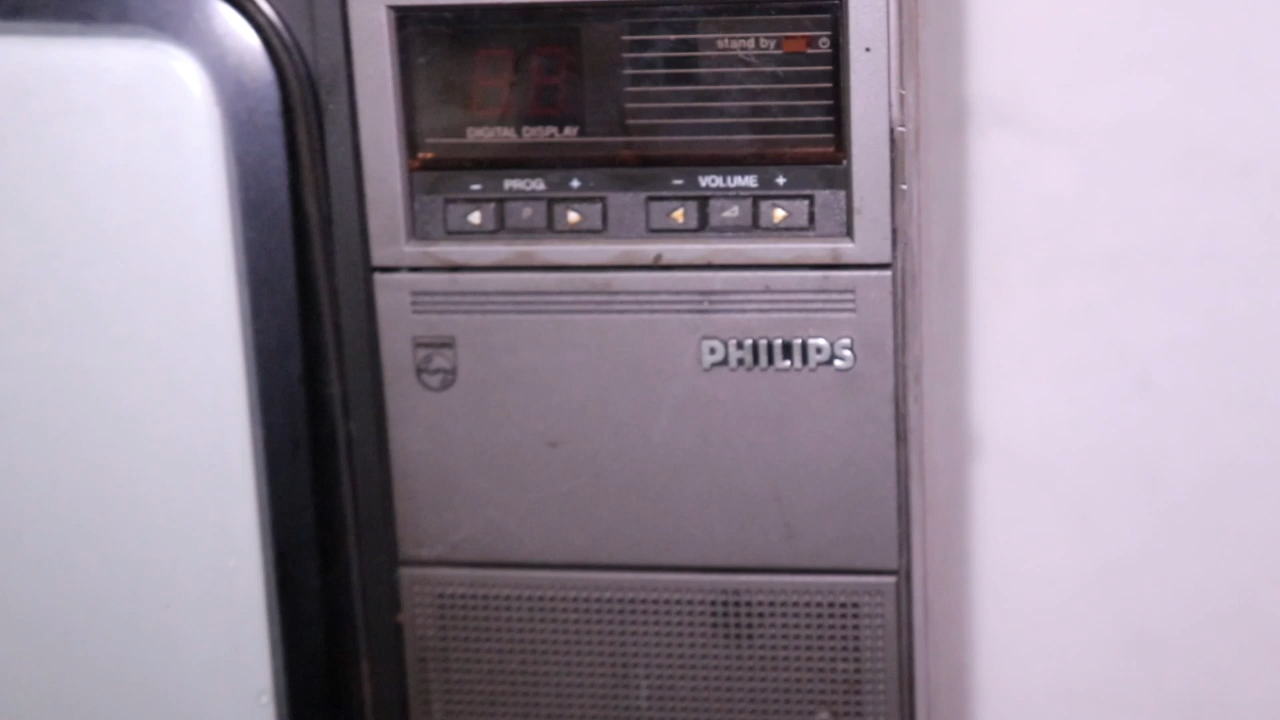 stand by
DIGITAL DISPLAY
- PROG. + - VOLUME +
PHILIPS